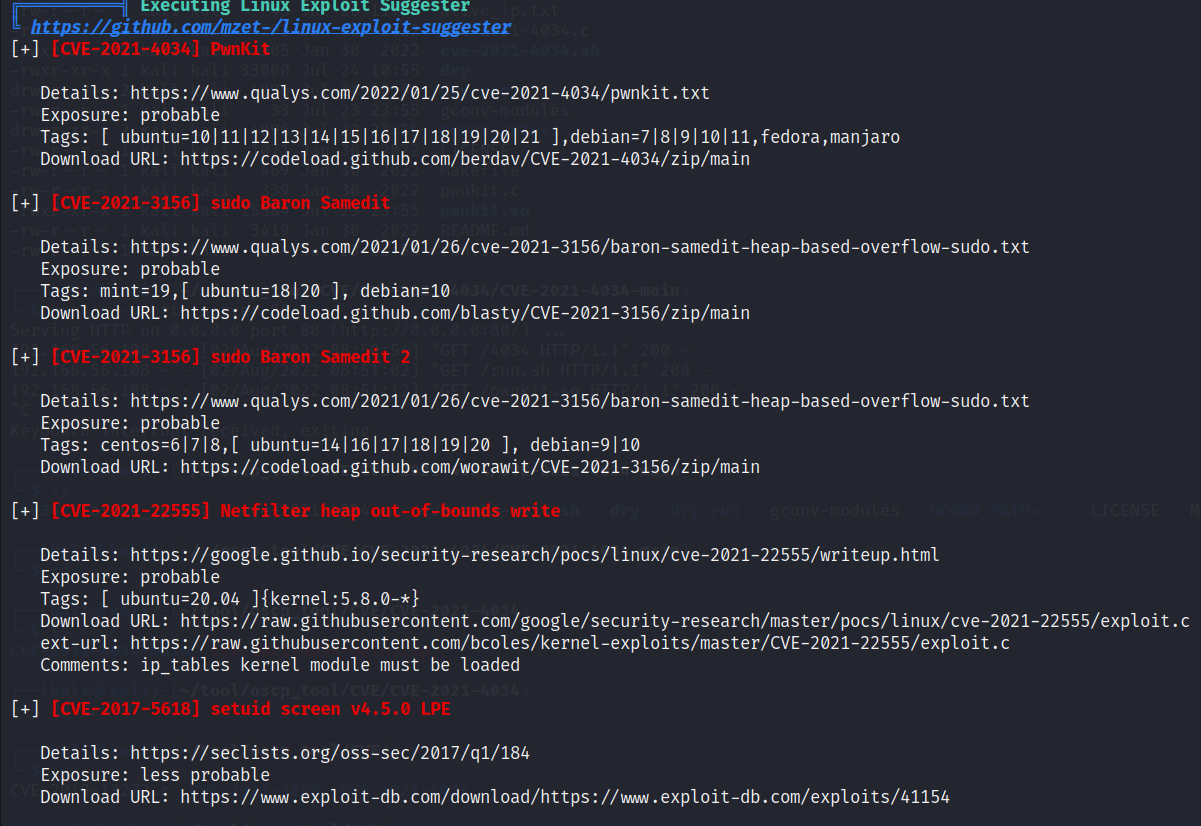 Executing Linux Exploit Suggester
https://github.com/mzet-/linux-exploit-suggester
[+] [CVE-2021-4034] PwnKit
Details: https://www.qualys.com/2022/01/25/cve-2021-4034/pwnkit.txt
Exposure: probable
Tags: [ ubuntu=10|11|12|13|14|15|16|17|18|19|20|21 ],debian=7|8|9|10|11,fedora,manjaro
Download URL: https://codeload.github.com/berdav/CVE-2021-4034/zip/main
[+] [CVE-2021-3156] sudo Baron Samedit
Details: https://www.qualys.com/2021/01/26/cve-2021-3156/baron-samedit-heap-based-overflow-sudo.txt
Exposure: probable
Tags: mint=19,[ ubuntu=18|20 ], debian=10
Download URL: https://codeload.github.com/blasty/CVE-2021-3156/zip/main
[+] [CVE-2021-3156] sudo Baron Samedit 2
Details: https://www.qualys.com/2021/01/26/cve-2021-3156/baron-samedit-heap-based-overflow-sudo.txt
Exposure: probable
Tags: centos=6|7|8,[ ubuntu=14|16|17|18|19|20 ], debian=9|10
Download URL: https://codeload.github.com/worawit/CVE-2021-3156/zip/main
[+] [CVE-2021-22555] Netfilter heap out-of-bounds write
Details: https://google.github.io/security-research/pocs/linux/cve-2021-22555/writeup.html
Exposure: probable
Tags: [ ubuntu=20.04 ]{kernel:5.8.0-*}
Download URL: https://raw.githubusercontent.com/google/security-research/master/pocs/linux/cve-2021-22555/exploit.c
ext-url: https://raw.githubusercontent.com/bcoles/kernel-exploits/master/CVE-2021-22555/exploit.c
Comments: ip_tables kernel module must be loaded
[+] [CVE-2017-5618] setuid screen v4.5.0 LPE
Details: https://seclists.org/oss-sec/2017/q1/184
Exposure: less probable
Download URL: https://www.exploit-db.com/download/https://www.exploit-db.com/exploits/41154